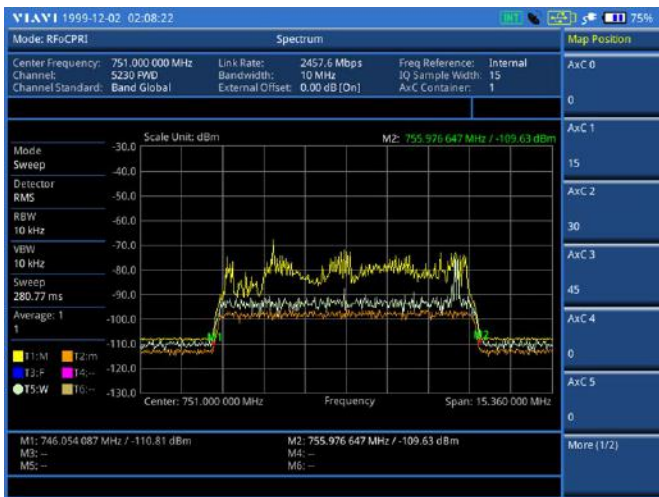 VIAVI 1999-12-02 02:08:22
INT
75%
Mode: RFoCPRI
Spectrum
Map Position
Center Frequency: 751.000 000 MHz
Channel: 5230 FWD
Channel Standard: Band Global
Link Rate: 2457.6 Mbps
Bandwidth: 10 MHz
External Offset: 0.00 dB [On]
Freq Reference: Internal
IQ Sample Width: 15
AxC Container: 1
AxC 0
0
AxC 1
15
AxC 2
30
AxC 3
45
AxC 4
0
AxC 5
0
More (1/2)
Mode
Sweep
Detector
RMS
RBW
10 kHz
VBW
10 kHz
Sweep
280.77 ms
Average: 1
1
T1:M
T2:m
T3:F
T4:--
T5:W
T6:--
Scale Unit: dBm
M2: 755.976 647 MHz / -109.63 dBm
-30.0
-40.0
-50.0
-60.0
-70.0
-80.0
-90.0
-100.0
-110.0
-120.0
-130.0
M1
M2
Center: 751.000 000 MHz
Frequency
Span: 15.360 000 MHz
M1: 746.054 087 MHz / -110.81 dBm
M2: 755.976 647 MHz / -109.63 dBm
M3: --
M4: --
M5: --
M6: --